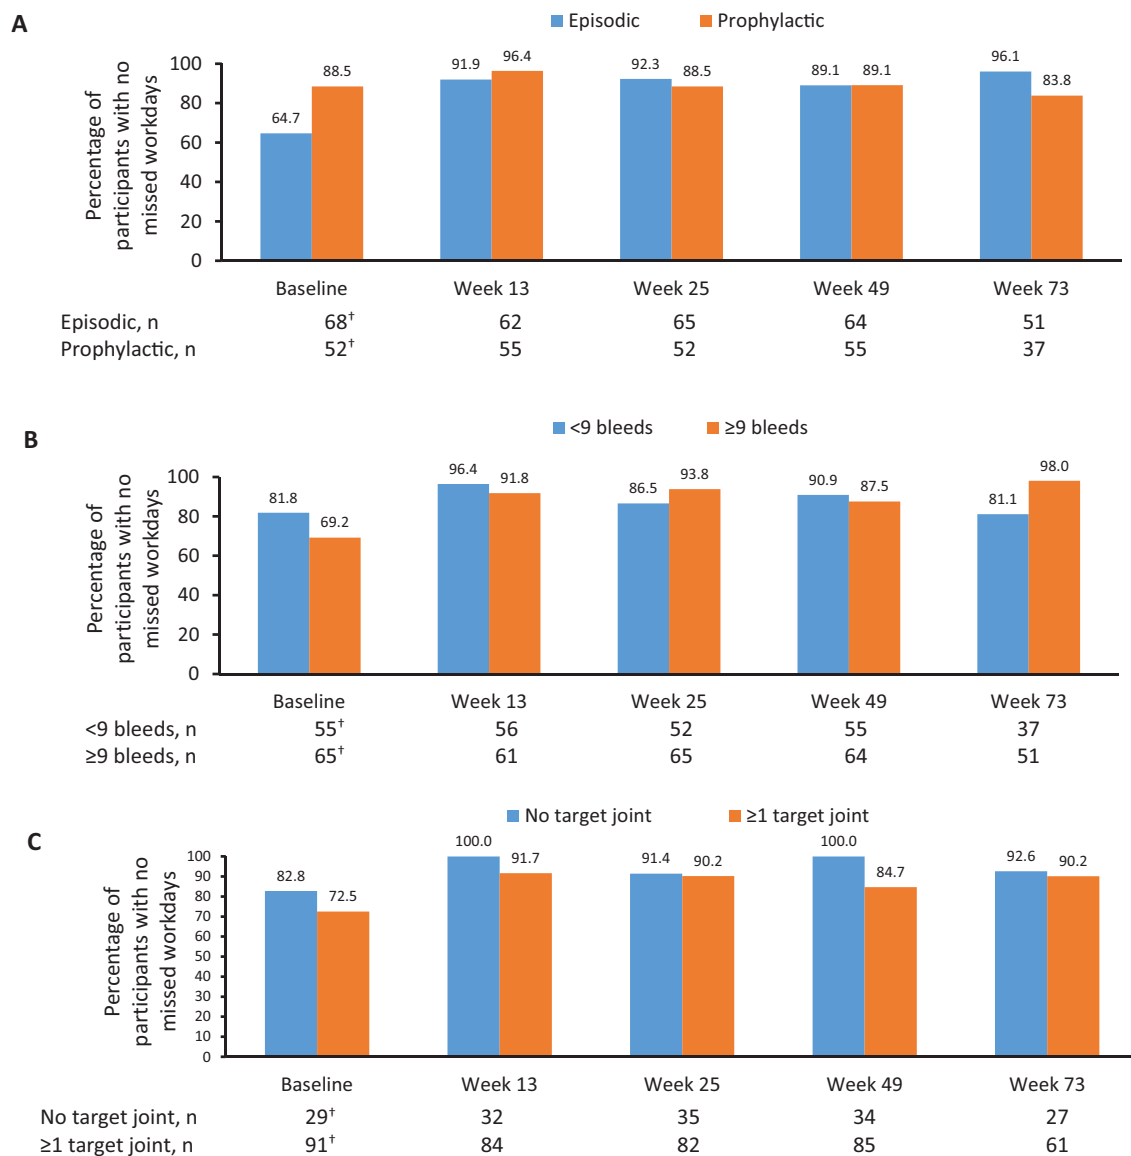 A
Episodic Prophylactic
Percentage of
participants with no
missed workdays
100
80
60
40
20
0
64.7 88.5 91.9 96.4 92.3 88.5 89.1 89.1 96.1 83.8
Baseline Week 13 Week 25 Week 49 Week 73
Episodic, n 68† 62 65 64 51
Prophylactic, n 52† 55 52 55 37
B
<9 bleeds ≥9 bleeds
Percentage of
participants with no
missed workdays
100
80
60
40
20
0
81.8 69.2 96.4 91.8 86.5 93.8 90.9 87.5 81.1 98.0
Baseline Week 13 Week 25 Week 49 Week 73
<9 bleeds, n 55† 56 52 55 37
≥9 bleeds, n 65† 61 65 64 51
C
No target joint ≥1 target joint
Percentage of
participants with no
missed workdays
100
90
80
70
60
50
40
30
20
10
0
82.8 72.5 100.0 91.7 91.4 90.2 100.0 84.7 92.6 90.2
Baseline Week 13 Week 25 Week 49 Week 73
No target joint, n 29† 32 35 34 27
≥1 target joint, n 91† 84 82 85 61